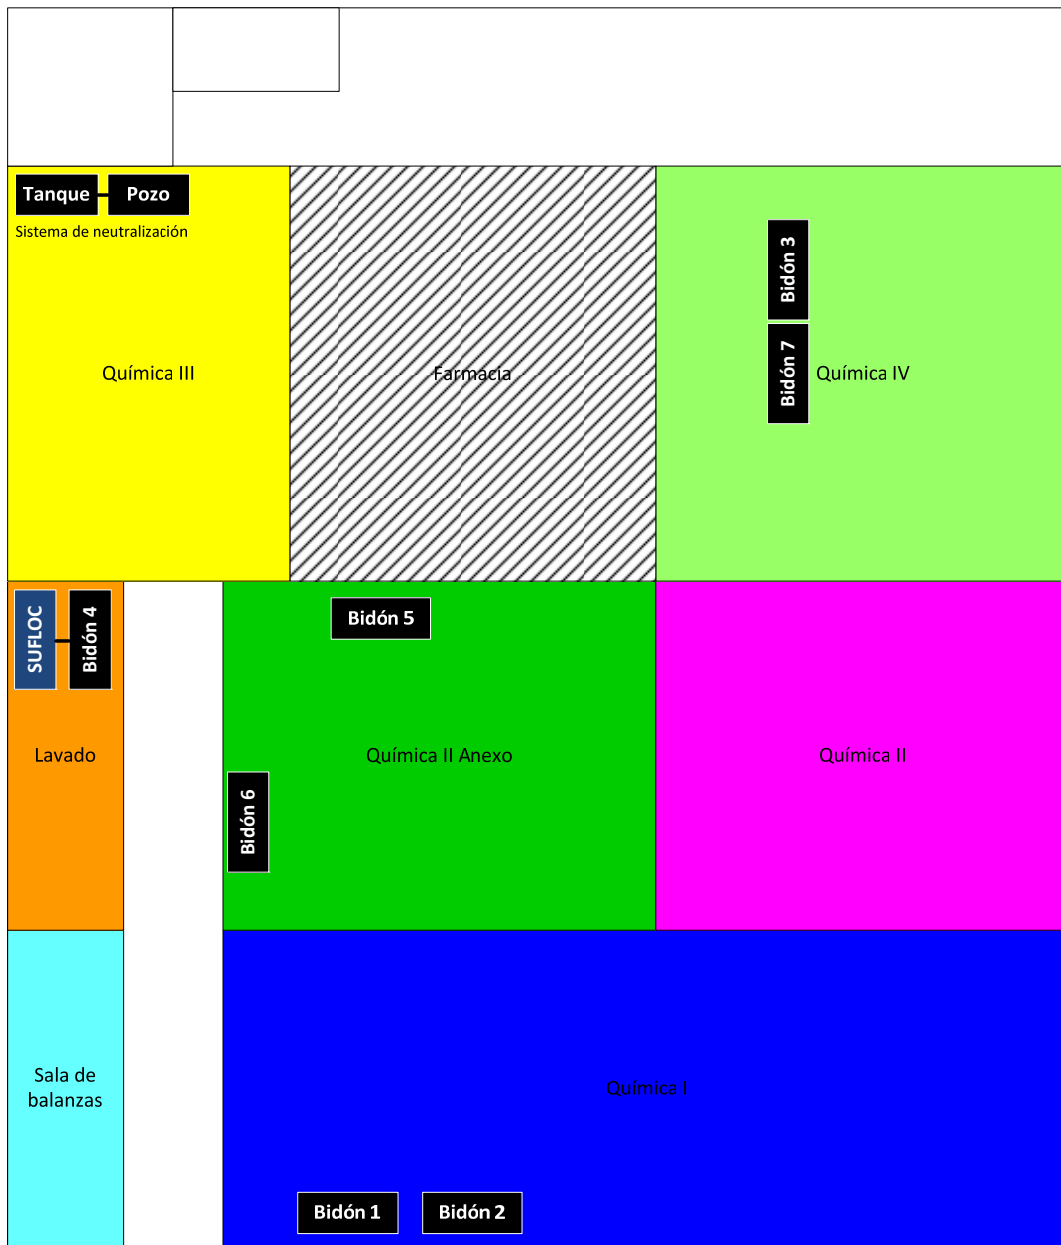 Tanque
Pozo
Sistema de neutralización
Química III
Farmacia
Bidón 3
Bidón 7
Química IV
SUFLOC
Bidón 4
Lavado
Bidón 5
Química II Anexo
Bidón 6
Química II
Sala de
balanzas
Química I
Bidón 1
Bidón 2